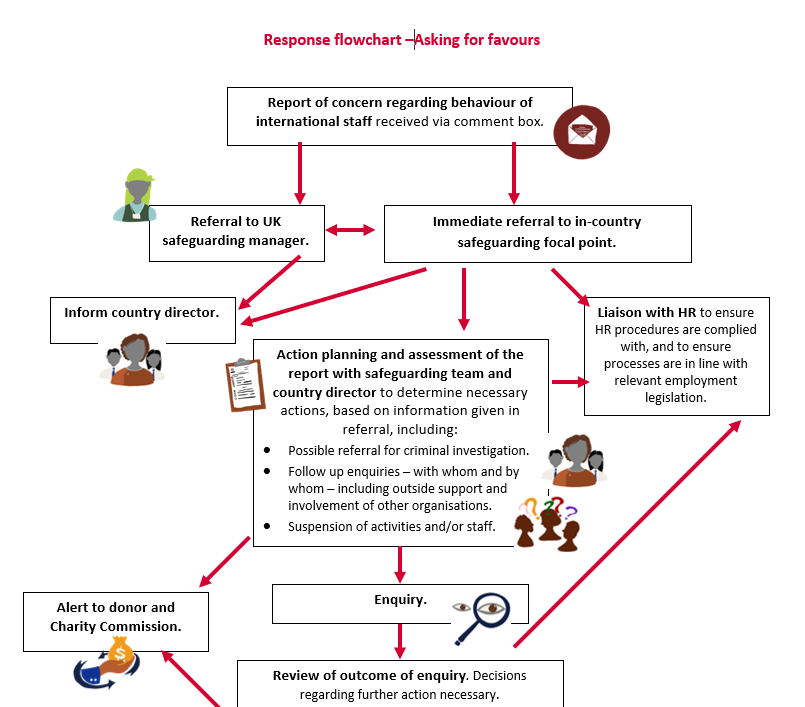 Response flowchart –Asking for favours
Report of concern regarding behaviour of
international staff received via comment box.
Referral to UK
safeguarding manager.
Immediate referral to in-country
safeguarding focal point.
Inform country director.
Liaison with HR to ensure
HR procedures are complied
with, and to ensure
processes are in line with
relevant employment
legislation.
Action planning and assessment of the
report with safeguarding team and
country director to determine necessary
actions, based on information given in
referral, including:
● Possible referral for criminal investigation.
● Follow up enquiries – with whom and by
whom – including outside support and
involvement of other organisations.
● Suspension of activities and/or staff.
Alert to donor and
Charity Commission.
Enquiry.
Review of outcome of enquiry. Decisions
regarding further action necessary.